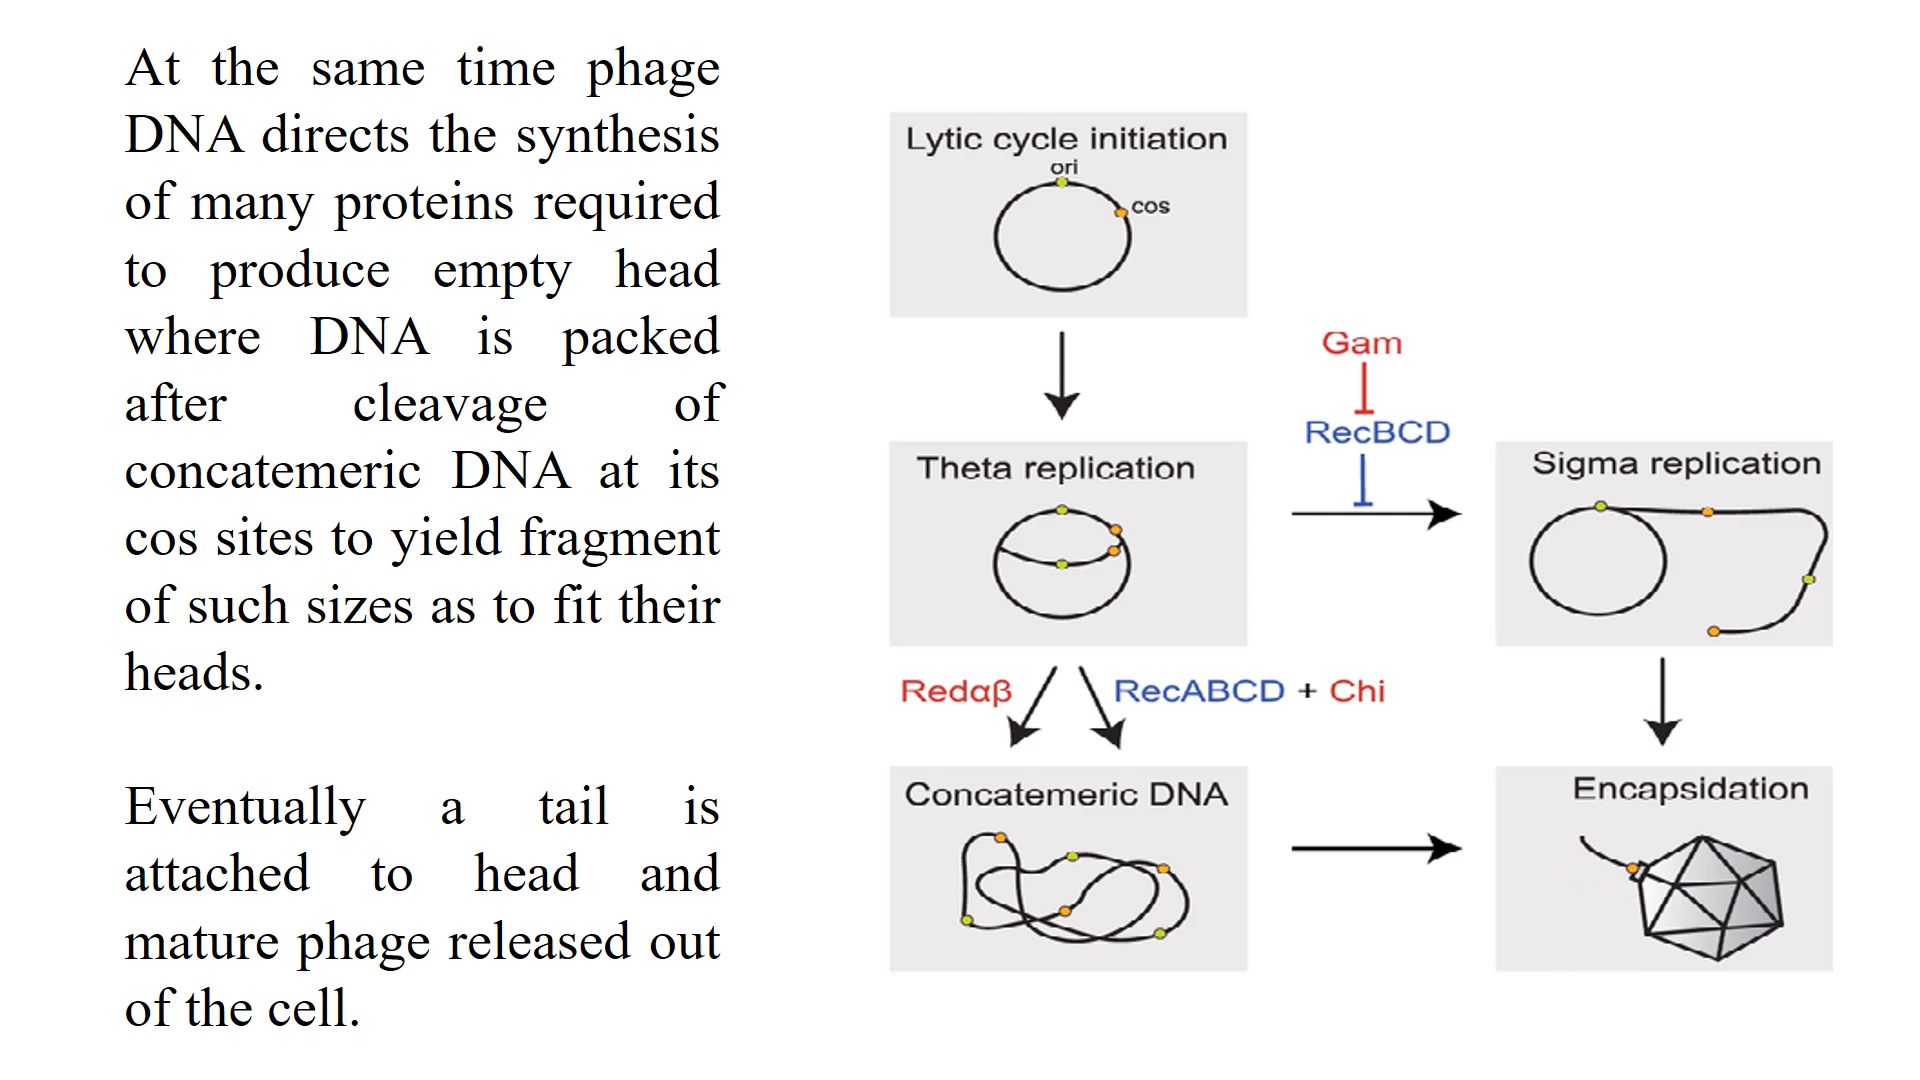 At the same time phage
DNA directs the synthesis
of many proteins required
to produce empty head
where DNA is packed
after cleavage of
concatemeric DNA at its
cos sites to yield fragment
of such sizes as to fit their
heads.
Eventually a tail is
attached to head and
mature phage released out
of the cell.
Lytic cycle initiation
ori
cos
Gam
RecBCD
Theta replication
Sigma replication
Redαβ
RecABCD + Chi
Concatemeric DNA
Encapsidation